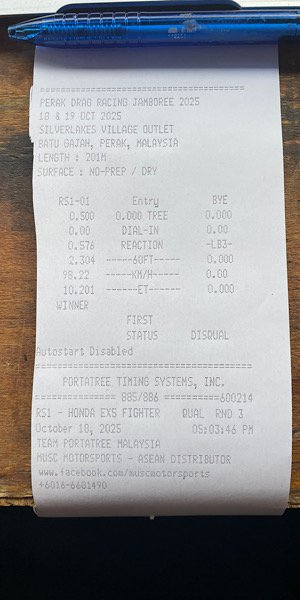 ==========================================
PERAK DRAG RACING JAMBOREE 2025
18 & 19 OCT 2025
SILVERLAKES VILLAGE OUTLET
BATU GAJAH, PERAK, MALAYSIA
LENGTH : 201M
SURFACE : NO-PREP / DRY
RS1-01 Entry BYE
0.500 0.000 TREE 0.000
0.00 DIAL-IN 0.00
0.576 REACTION -LB3-
2.304 -----60FT----- 0.000
98.22 -----KM/H----- 0.00
10.201 ------ET------ 0.000
WINNER
FIRST
STATUS DISQUAL
Autostart Disabled
==========================================
PORTATREE TIMING SYSTEMS, INC.
================ 885/886 ==========600214
RS1 - HONDA EX5 FIGHTER QUAL RND 3
October 18, 2025 05:03:46 PM
TEAM PORTATREE MALAYSIA
MUSC MOTORSPORTS - ASEAN DISTRIBUTOR
www.facebook.com/muscmotorsports
+6016-6601490